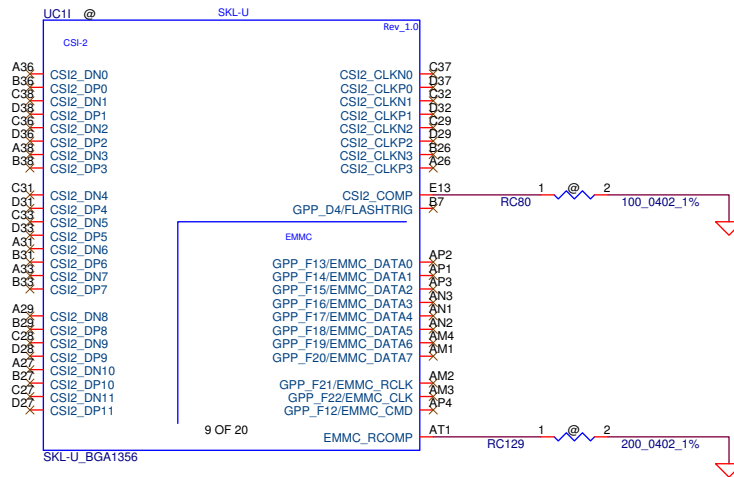 UC1I @ SKL-U
Rev_1.0
CSI-2
A36 CSI2_DN0 CSI2_CLKN0 C37
B36 CSI2_DP0 CSI2_CLKP0 D37
C38 CSI2_DN1 CSI2_CLKN1 C32
D38 CSI2_DP1 CSI2_CLKP1 D32
C36 CSI2_DN2 CSI2_CLKN2 C29
D36 CSI2_DP2 CSI2_CLKP2 D29
A38 CSI2_DN3 CSI2_CLKN3 B26
B38 CSI2_DP3 CSI2_CLKP3 A26
C31 CSI2_DN4 CSI2_COMP E13 1 @ 2
RC80 100_0402_1%
D31 CSI2_DP4 GPP_D4/FLASHTRIG B7
C33 CSI2_DN5
D33 CSI2_DP5 EMMC
A31 CSI2_DN6
B31 CSI2_DP6 GPP_F13/EMMC_DATA0 AP2
A33 CSI2_DN7 GPP_F14/EMMC_DATA1 AP1
B33 CSI2_DP7 GPP_F15/EMMC_DATA2 AP3
GPP_F16/EMMC_DATA3 AN3
A29 CSI2_DN8 GPP_F17/EMMC_DATA4 AN1
B29 CSI2_DP8 GPP_F18/EMMC_DATA5 AN2
C28 CSI2_DN9 GPP_F19/EMMC_DATA6 AM4
D28 CSI2_DP9 GPP_F20/EMMC_DATA7 AM1
A27 CSI2_DN10
B27 CSI2_DP10 GPP_F21/EMMC_RCLK AM2
C27 CSI2_DN11 GPP_F22/EMMC_CLK AM3
D27 CSI2_DP11 GPP_F12/EMMC_CMD AP4
9 OF 20
EMMC_RCOMP AT1 1 @ 2
RC129 200_0402_1%
SKL-U_BGA1356